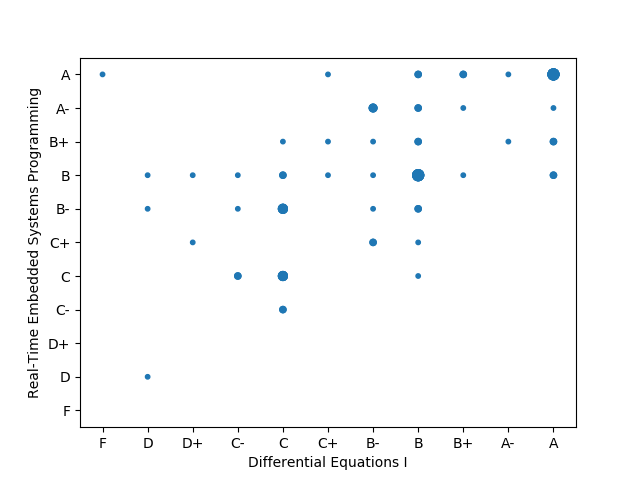 A
A-
B+
B
B-
C+
C
C-
D+
D
F
Real-Time Embedded Systems Programming
F D D+ C- C C+ B- B B+ A- A
Differential Equations I